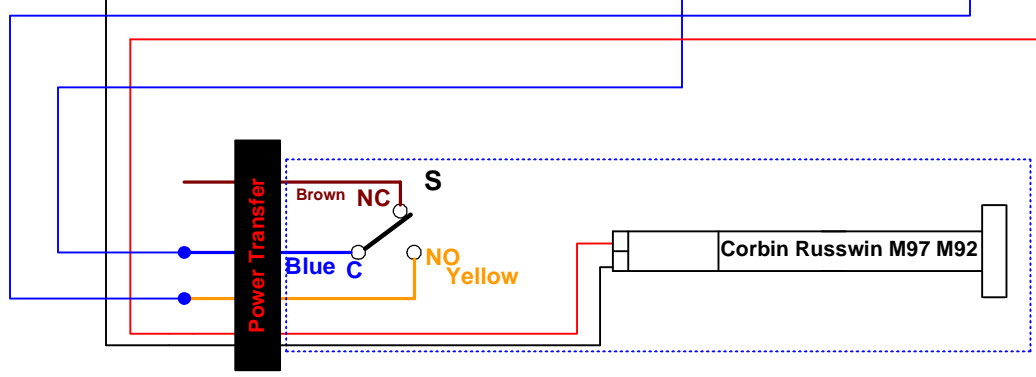 S
Brown NC
Blue C
NO
Yellow
Power Transfer
Corbin Russwin M97 M92